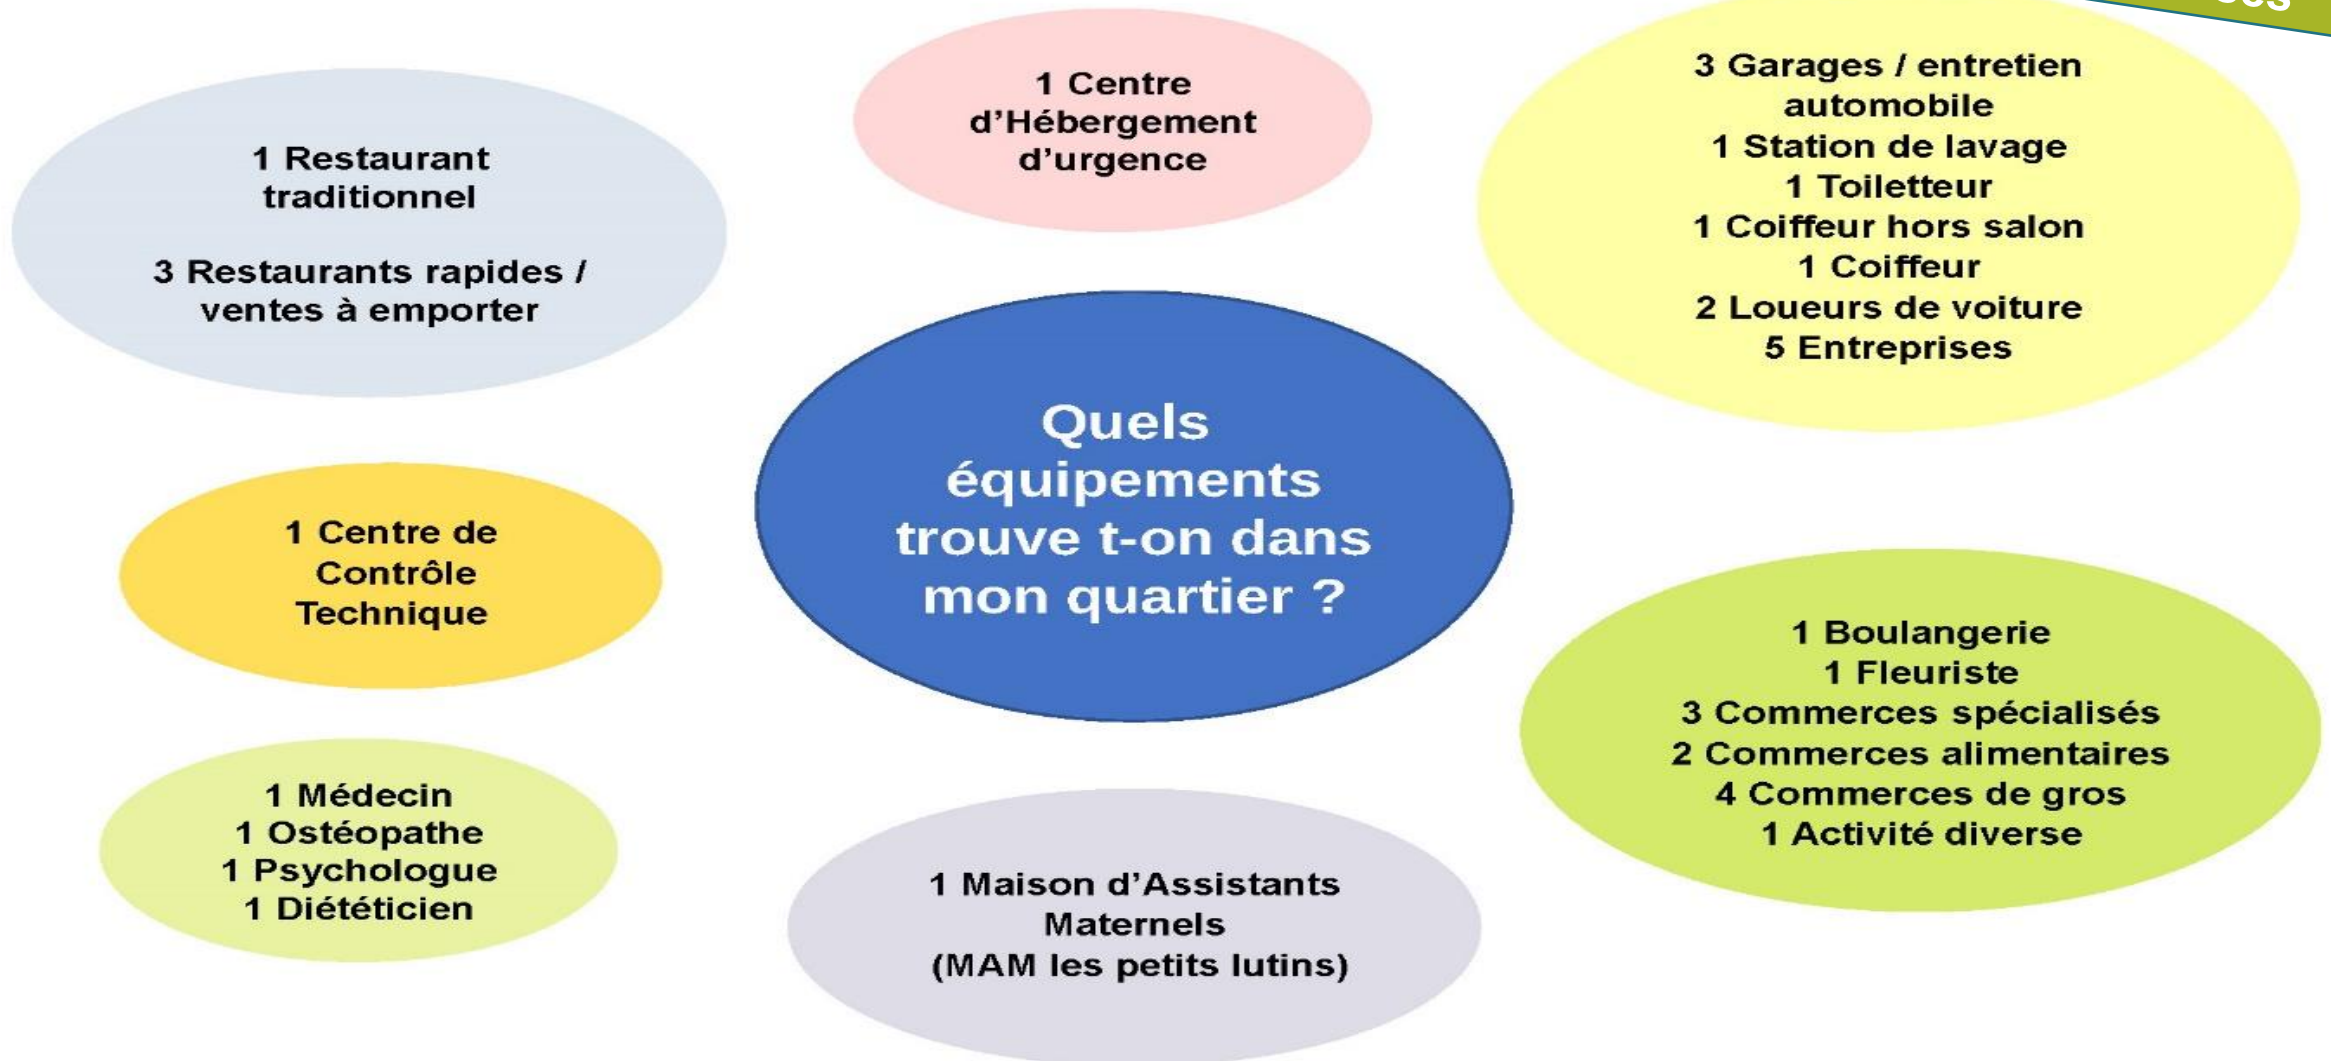 1 Restaurant
traditionnel
3 Restaurants rapides /
ventes à emporter
1 Centre
d’Hébergement
d’urgence
3 Garages / entretien
automobile
1 Station de lavage
1 Toiletteur
1 Coiffeur hors salon
1 Coiffeur
2 Loueurs de voiture
5 Entreprises
Quels
équipements
trouve t-on dans
mon quartier ?
1 Centre de
Contrôle
Technique
1 Boulangerie
1 Fleuriste
3 Commerces spécialisés
2 Commerces alimentaires
4 Commerces de gros
1 Activité diverse
1 Médecin
1 Ostéopathe
1 Psychologue
1 Diététicien
1 Maison d’Assistants
Maternels
(MAM les petits lutins)